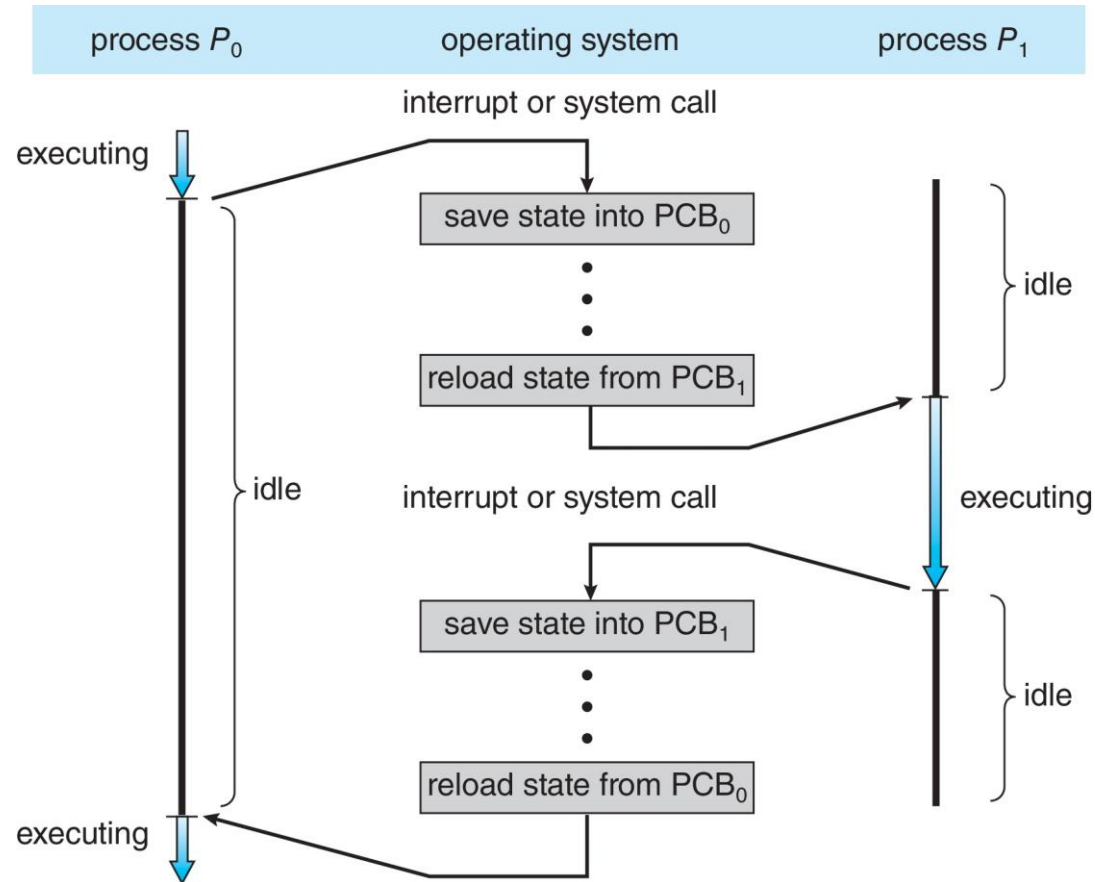 process P₀ operating system process P₁
interrupt or system call
executing
save state into PCB₀
idle
reload state from PCB₁
idle
interrupt or system call
executing
save state into PCB₁
idle
reload state from PCB₀
executing